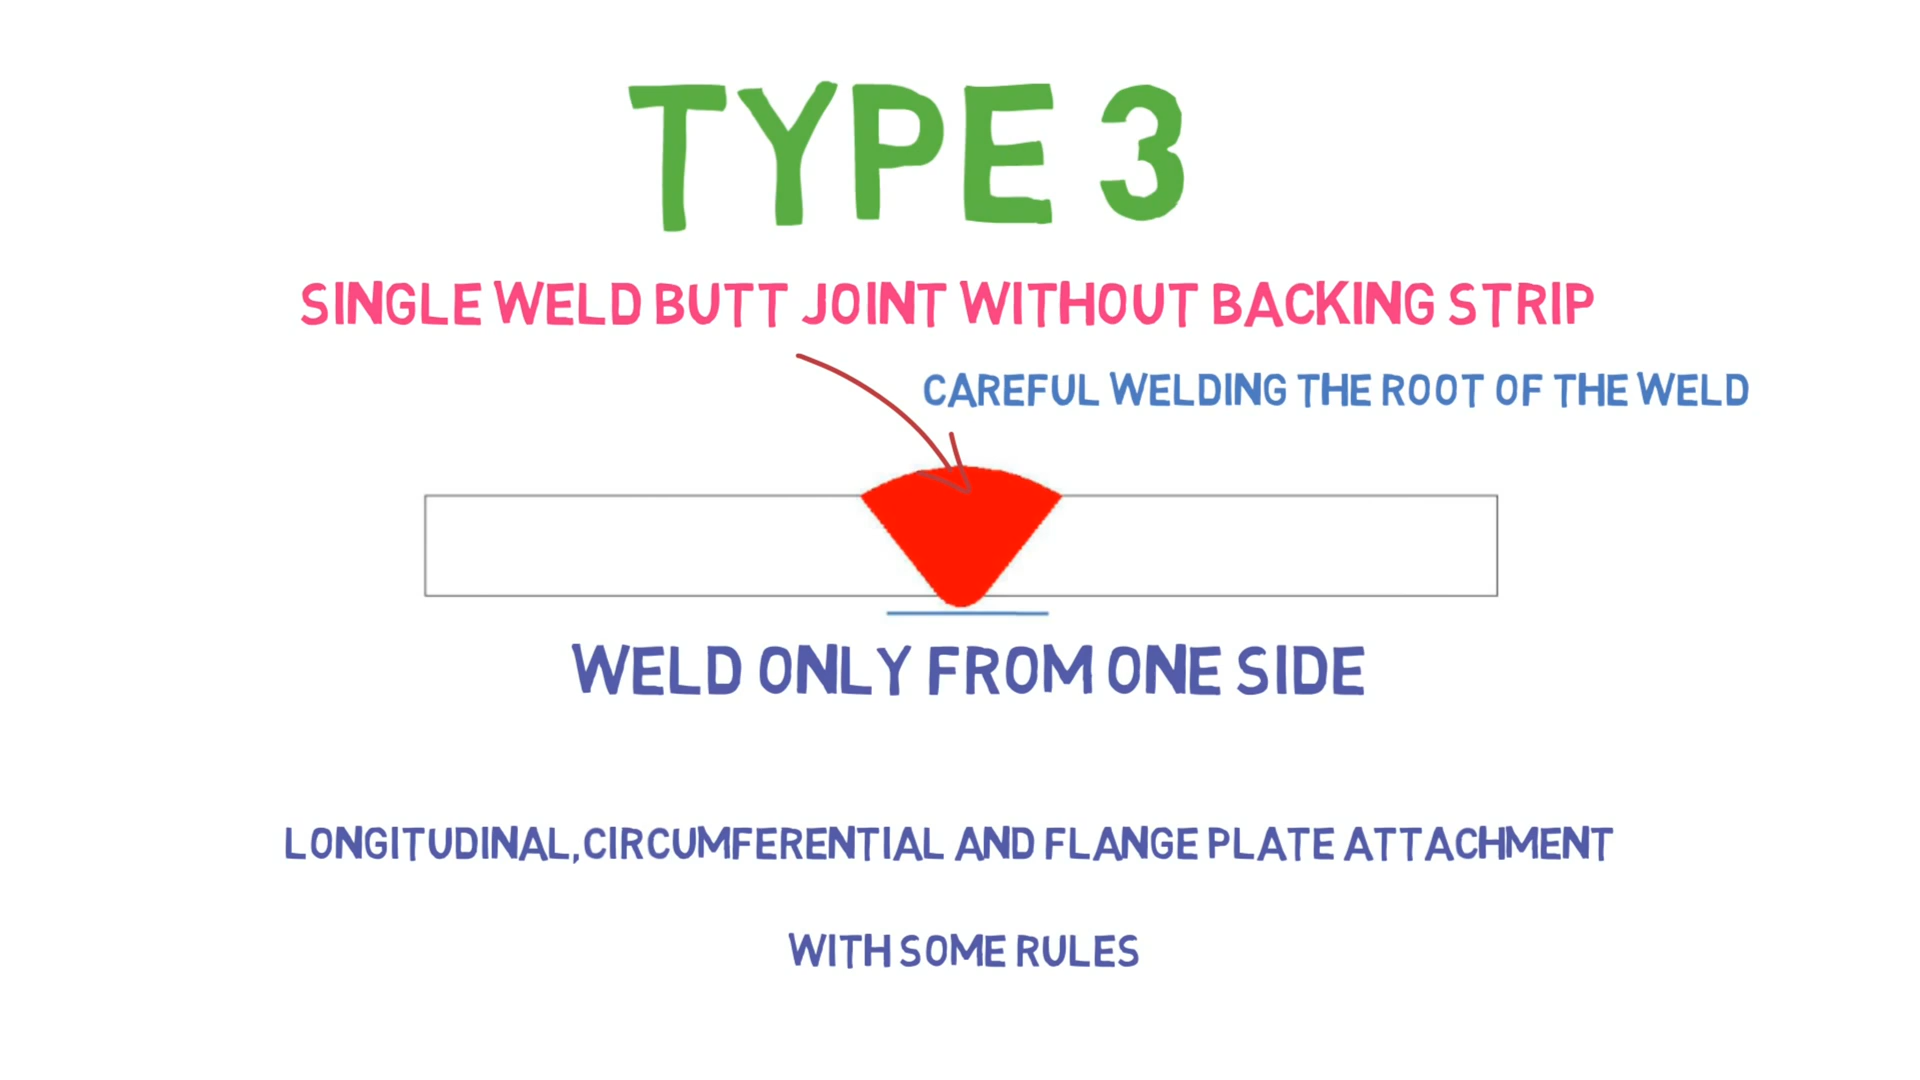 TYPE 3
SINGLE WELD BUTT JOINT WITHOUT BACKING STRIP
CAREFUL WELDING THE ROOT OF THE WELD
WELD ONLY FROM ONE SIDE
LONGITUDINAL,CIRCUMFERENTIAL AND FLANGE PLATE ATTACHMENT
WITH SOME RULES